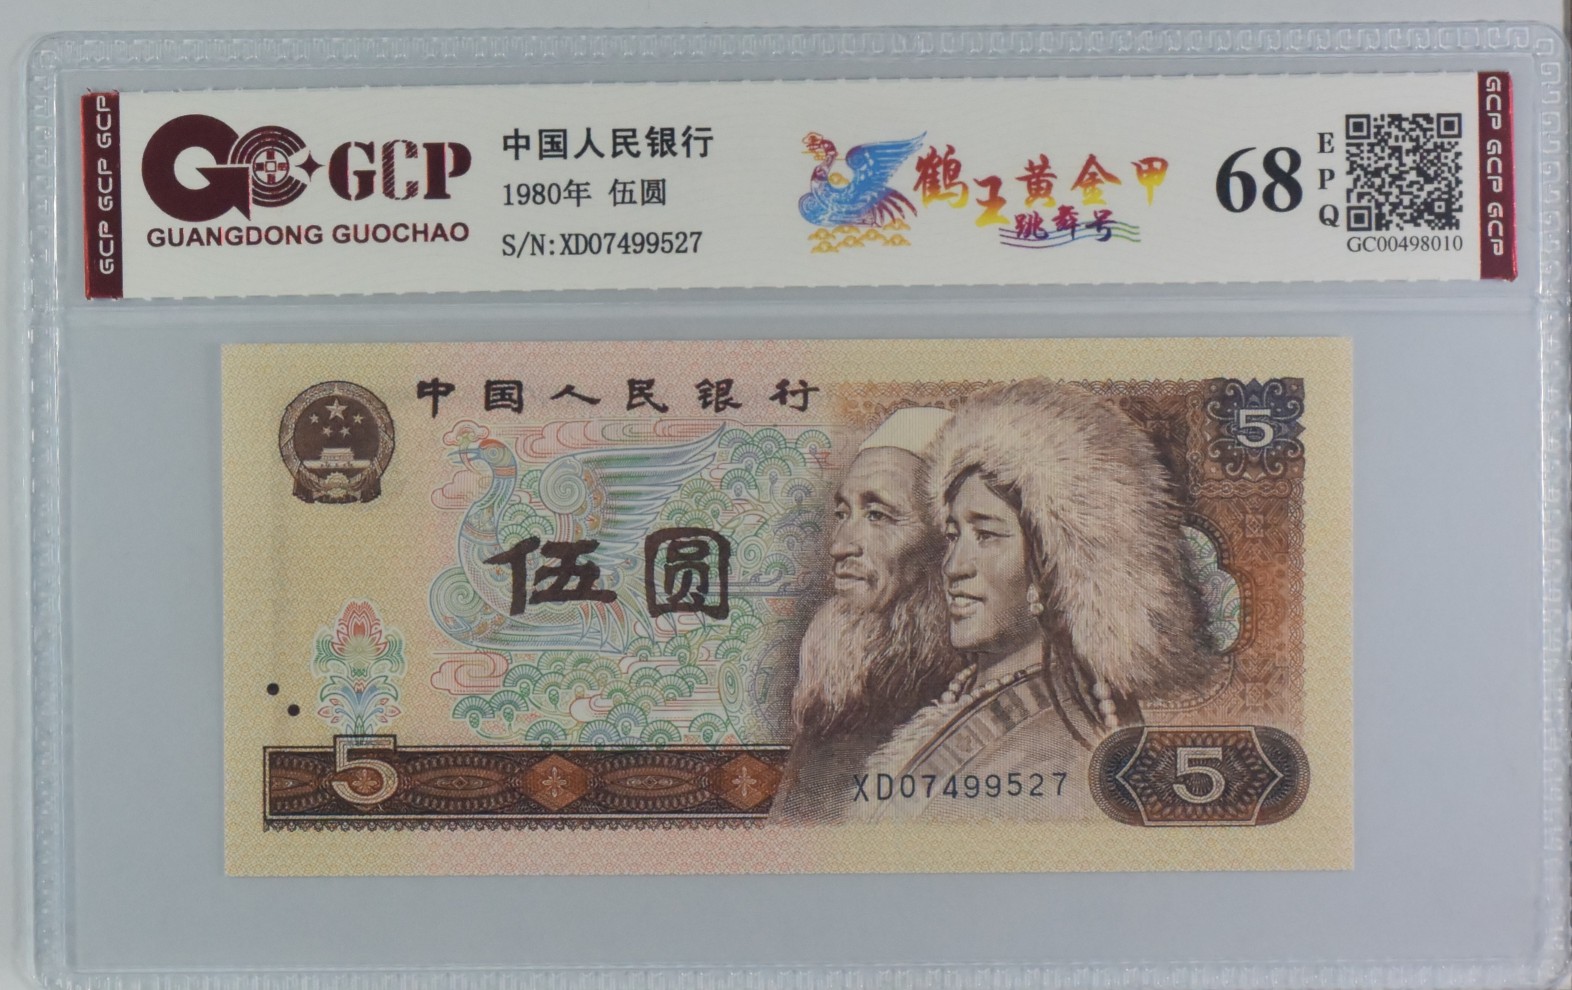 GCP GCP GCP
GCP
GUANGDONG GUOCHAO
中国人民银行
1980年 伍圆
S/N:XD07499527
鹤王黄金甲
跳舞号
68
EPQ
GC00498010
GCP GCP GCP
中国人民银行
5
伍圆
5
XD07499527
5